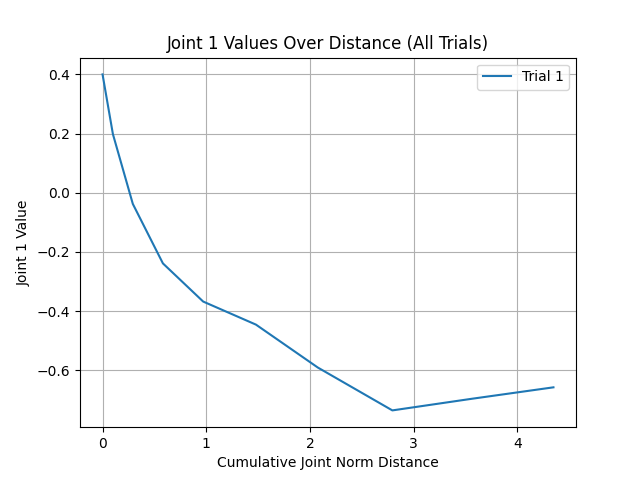 Joint 1 Values Over Distance (All Trials)
Trial 1
0.4
0.2
0.0
−0.2
−0.4
−0.6
Joint 1 Value
0 1 2 3 4
Cumulative Joint Norm Distance